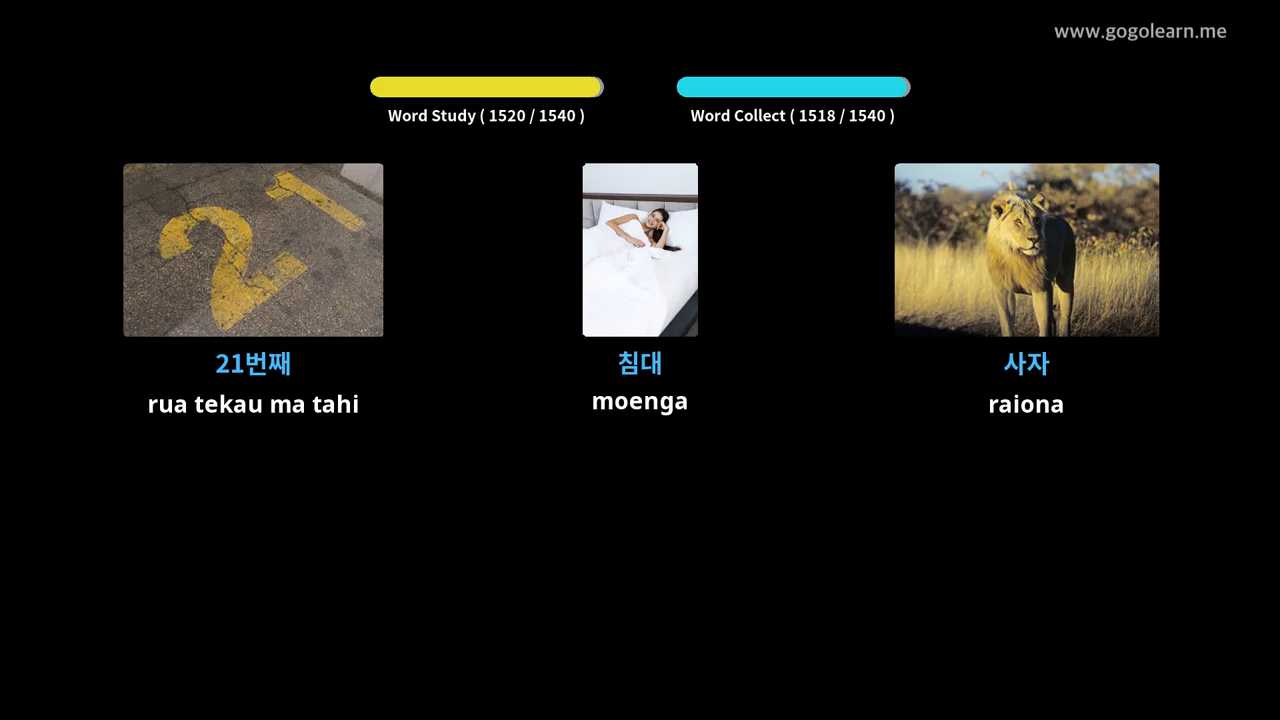 www.gogolearn.me
Word Study ( 1520 / 1540 )
Word Collect ( 1518 / 1540 )
21
21번째
침대
사자
rua tekau ma tahi
moenga
raiona